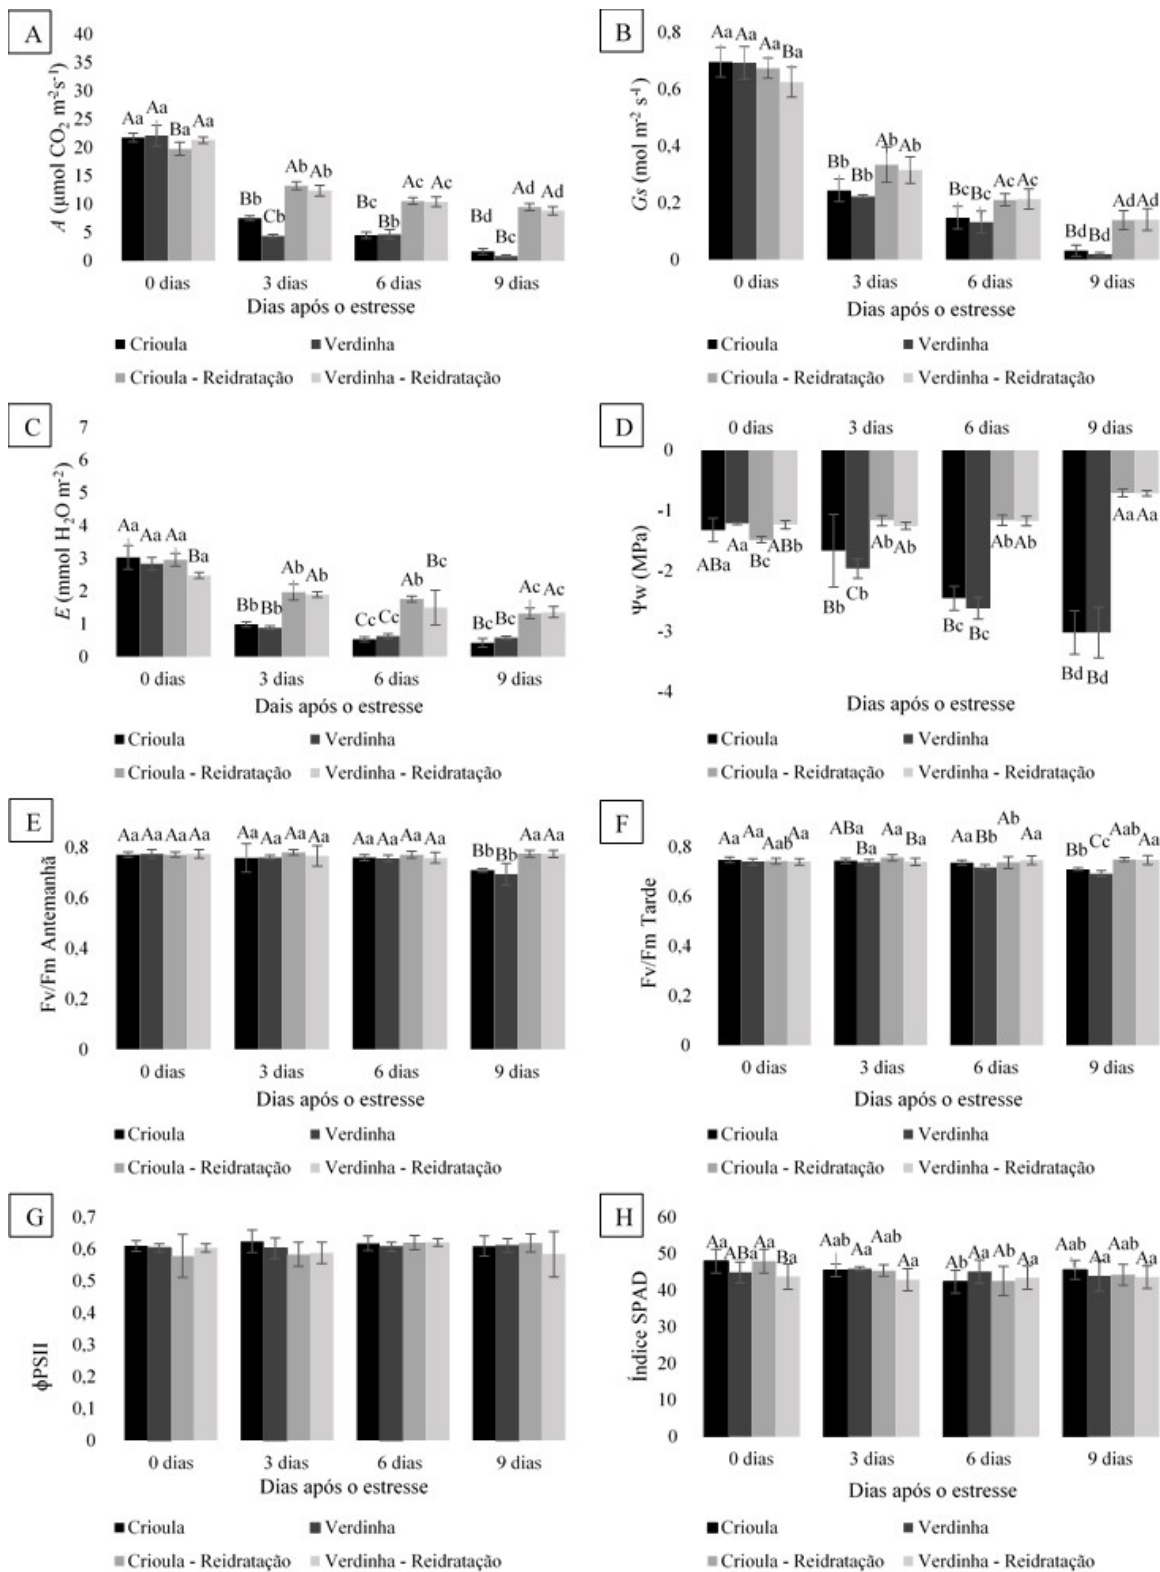 A
A (µmol CO₂ m⁻²s⁻¹)
40
35
30
25
20
15
10
5
0
Aa Aa Ba Aa
Bb Cb Ab Ab
Bc Bb Ac Ac
Bd Bc Ad Ad
0 dias 3 dias 6 dias 9 dias
Dias após o estresse
■ Crioula ■ Verdinha
■ Crioula - Reidratação ■ Verdinha - Reidratação
B
Gs (mol m⁻² s⁻¹)
0,8
0,6
0,4
0,2
0
Aa Aa Aa Ba
Bb Bb Ab Ab
Bc Bc Ac Ac
Bd Bd Ad Ad
0 dias 3 dias 6 dias 9 dias
Dias após o estresse
■ Crioula ■ Verdinha
■ Crioula - Reidratação ■ Verdinha - Reidratação
C
E (mmol H₂O m⁻²)
7
6
5
4
3
2
1
0
Aa Aa Aa Ba
Bb Bb Ab Ab
Cc Cc Ab Bc
Bc Bc Ac Ac
0 dias 3 dias 6 dias 9 dias
Dais após o estresse
■ Crioula ■ Verdinha
■ Crioula - Reidratação ■ Verdinha - Reidratação
D
0 dias 3 dias 6 dias 9 dias
Ψw (MPa)
0
-1
-2
-3
-4
ABa Aa Bc ABb
Bb Cb Ab Ab
Bc Bc Ab Ab
Bd Bd Aa Aa
Dias após o estresse
■ Crioula ■ Verdinha
■ Crioula - Reidratação ■ Verdinha - Reidratação
E
Fv/Fm Antemanhã
0,8
0,6
0,4
0,2
0
Aa Aa Aa Aa
Aa Aa Aa Aa
Aa Aa Aa Aa
Bb Bb Aa Aa
0 dias 3 dias 6 dias 9 dias
Dias após o estresse
■ Crioula ■ Verdinha
■ Crioula - Reidratação ■ Verdinha - Reidratação
F
Fv/Fm Tarde
0,8
0,6
0,4
0,2
0
Aa Aa Aab Aa
ABa Ba Aa Ba
Aa Bb Ab Aa
Bb Cc Aab Aa
0 dias 3 dias 6 dias 9 dias
Dias após o estresse
■ Crioula ■ Verdinha
■ Crioula - Reidratação ■ Verdinha - Reidratação
G
ϕPSII
0,7
0,6
0,5
0,4
0,3
0,2
0,1
0
0 dias 3 dias 6 dias 9 dias
Dias após o estresse
■ Crioula ■ Verdinha
■ Crioula - Reidratação ■ Verdinha - Reidratação
H
Índice SPAD
60
50
40
30
20
10
0
Aa ABa Aa Ba
Aab Aa Aab Aa
Ab Aa Ab Aa
Aab Aa Aab Aa
0 dias 3 dias 6 dias 9 dias
Dias após o estresse
■ Crioula ■ Verdinha
■ Crioula - Reidratação ■ Verdinha - Reidratação